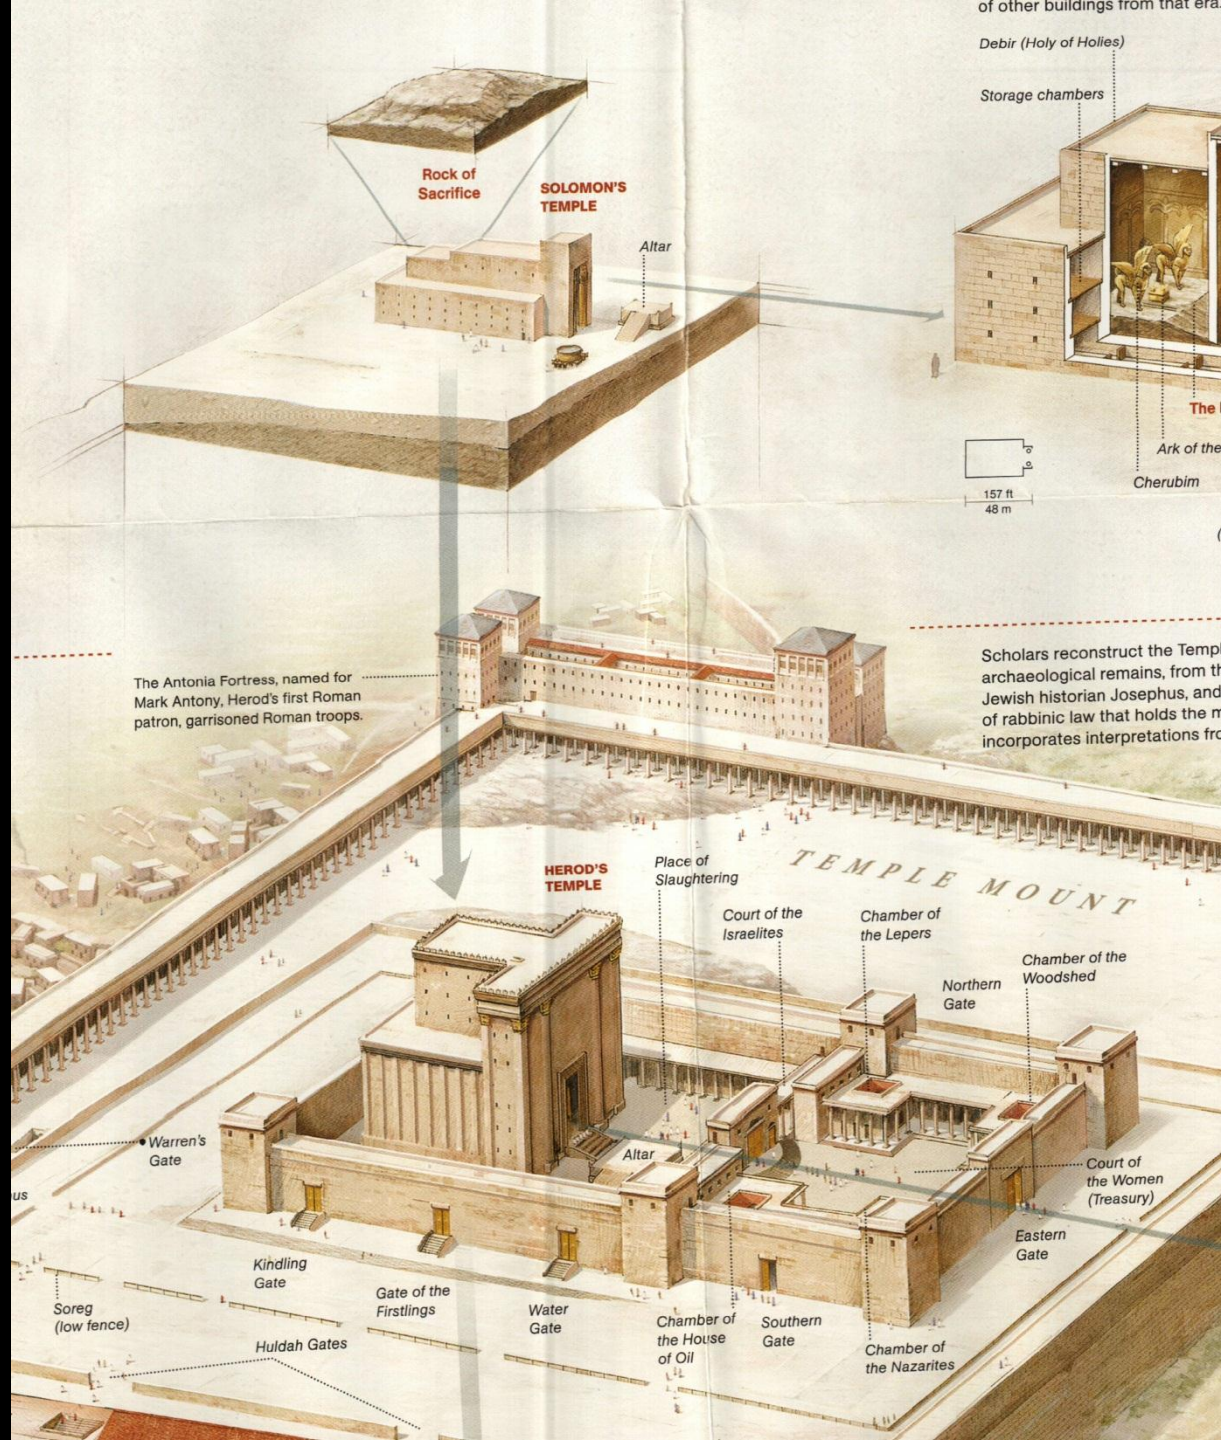 of other buildings from that era.
Debir (Holy of Holies)
Storage chambers
Rock of
Sacrifice
SOLOMON'S
TEMPLE
Altar
The
Ark of the
Cherubim
157 ft
48 m
(
The Antonia Fortress, named for
Mark Antony, Herod's first Roman
patron, garrisoned Roman troops.
Scholars reconstruct the Templ
archaeological remains, from th
Jewish historian Josephus, and
of rabbinic law that holds the m
incorporates interpretations fro
HEROD'S
TEMPLE
Place of
Slaughtering
TEMPLE MOUNT
Court of the
Israelites
Chamber of
the Lepers
Northern
Gate
Chamber of the
Woodshed
Warren's
Gate
Altar
Court of
the Women
(Treasury)
us
Eastern
Gate
Kindling
Gate
Gate of the
Firstlings
Water
Gate
Soreg
(low fence)
Chamber of
the House
of Oil
Southern
Gate
Chamber of
the Nazarites
Huldah Gates